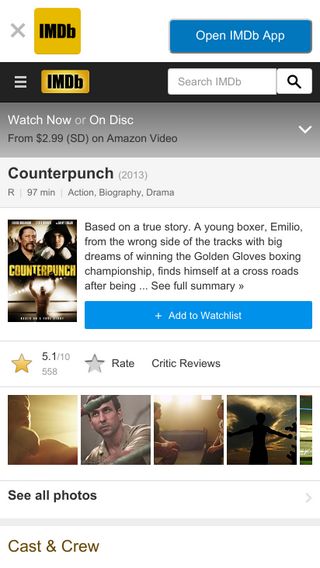 IMDb
Open IMDb App
IMDb
Search IMDb
Watch Now or On Disc
From $2.99 (SD) on Amazon Video
Counterpunch (2013)
R | 97 min | Action, Biography, Drama
COUNTERPUNCH
Based on a true story. A young boxer, Emilio,
from the wrong side of the tracks with big
dreams of winning the Golden Gloves boxing
championship, finds himself at a cross roads
after being ... See full summary »
+ Add to Watchlist
5.1/10
558
Rate
Critic Reviews
See all photos
Cast & Crew